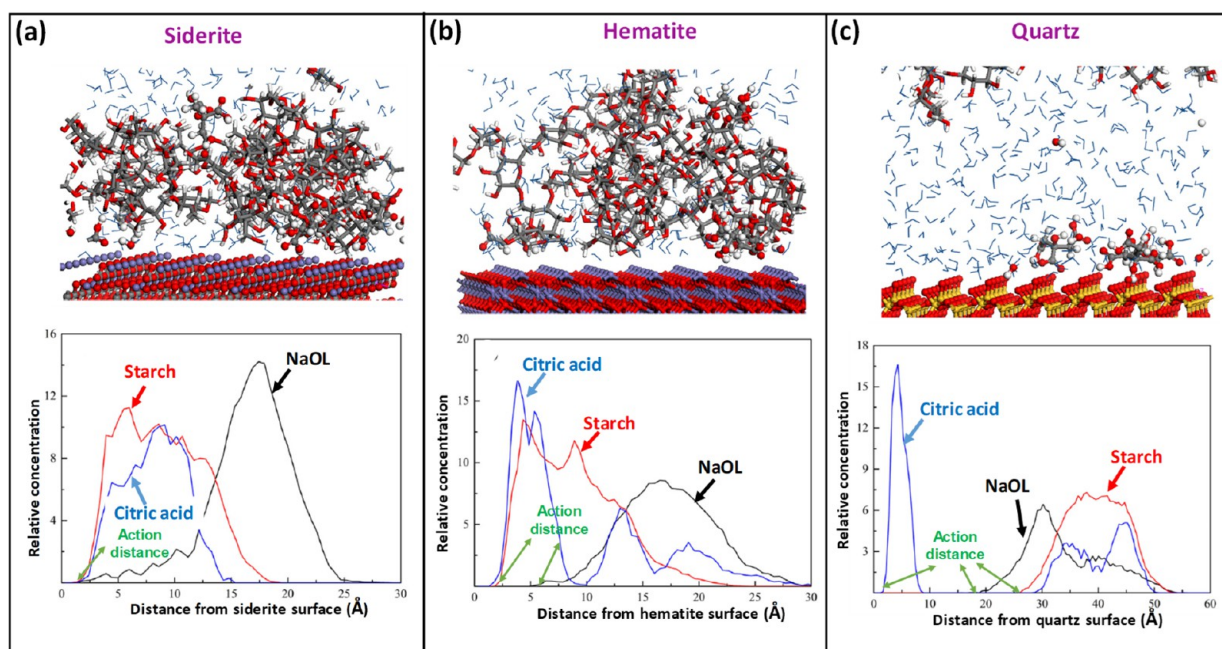 (a)
Siderite
Relative concentration
16
12
8
4
Starch
NaOL
Citric acid
Action
distance
0
5
10
15
20
25
30
Distance from siderite surface (Å)
(b)
Hematite
Relative concentration
20
15
10
5
Citric acid
Starch
NaOL
Action
distance
0
5
10
15
20
25
30
Distance from hematite surface (Å)
(c)
Quartz
Relative concentration
18
15
12
9
6
3
Citric acid
NaOL
Starch
Action
distance
0
10
20
30
40
50
60
Distance from quartz surface (Å)